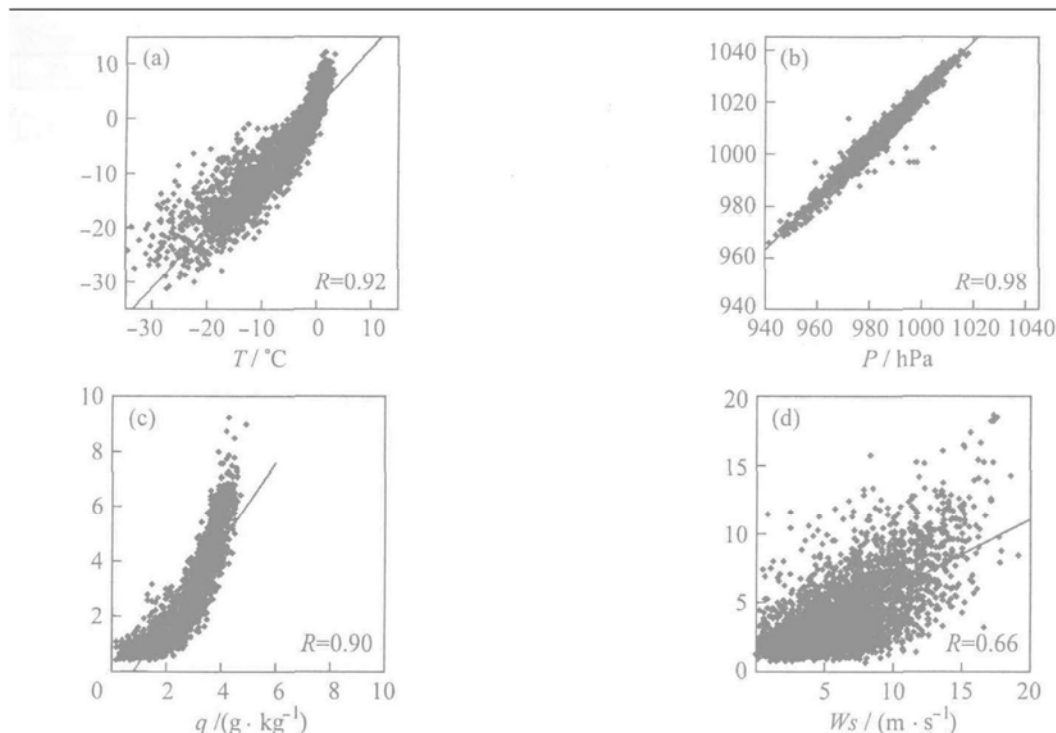 (a)
10
0
−10
−20
−30
R=0.92
−30 −20 −10 0 10
T / °C
(b)
1040
1020
1000
980
960
940
R=0.98
940 960 980 1000 1020 1040
P / hPa
(c)
10
8
6
4
2
R=0.90
0 2 4 6 8 10
q /(g · kg⁻¹)
(d)
20
15
10
5
0
R=0.66
5 10 15 20
Ws / (m · s⁻¹)